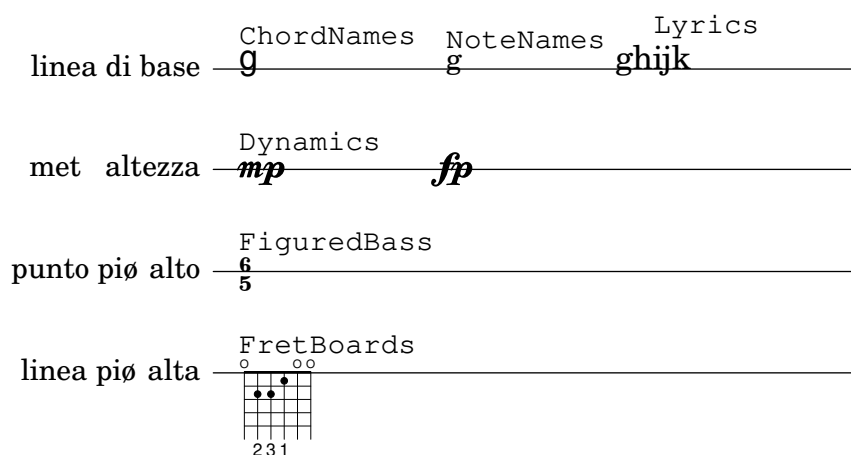 ChordNames NoteNames Lyrics
linea di base g g ghijk
Dynamics
met altezza mp fp
FiguredBass
punto piø alto 6
5
FretBoards
o oo
linea piø alta
231